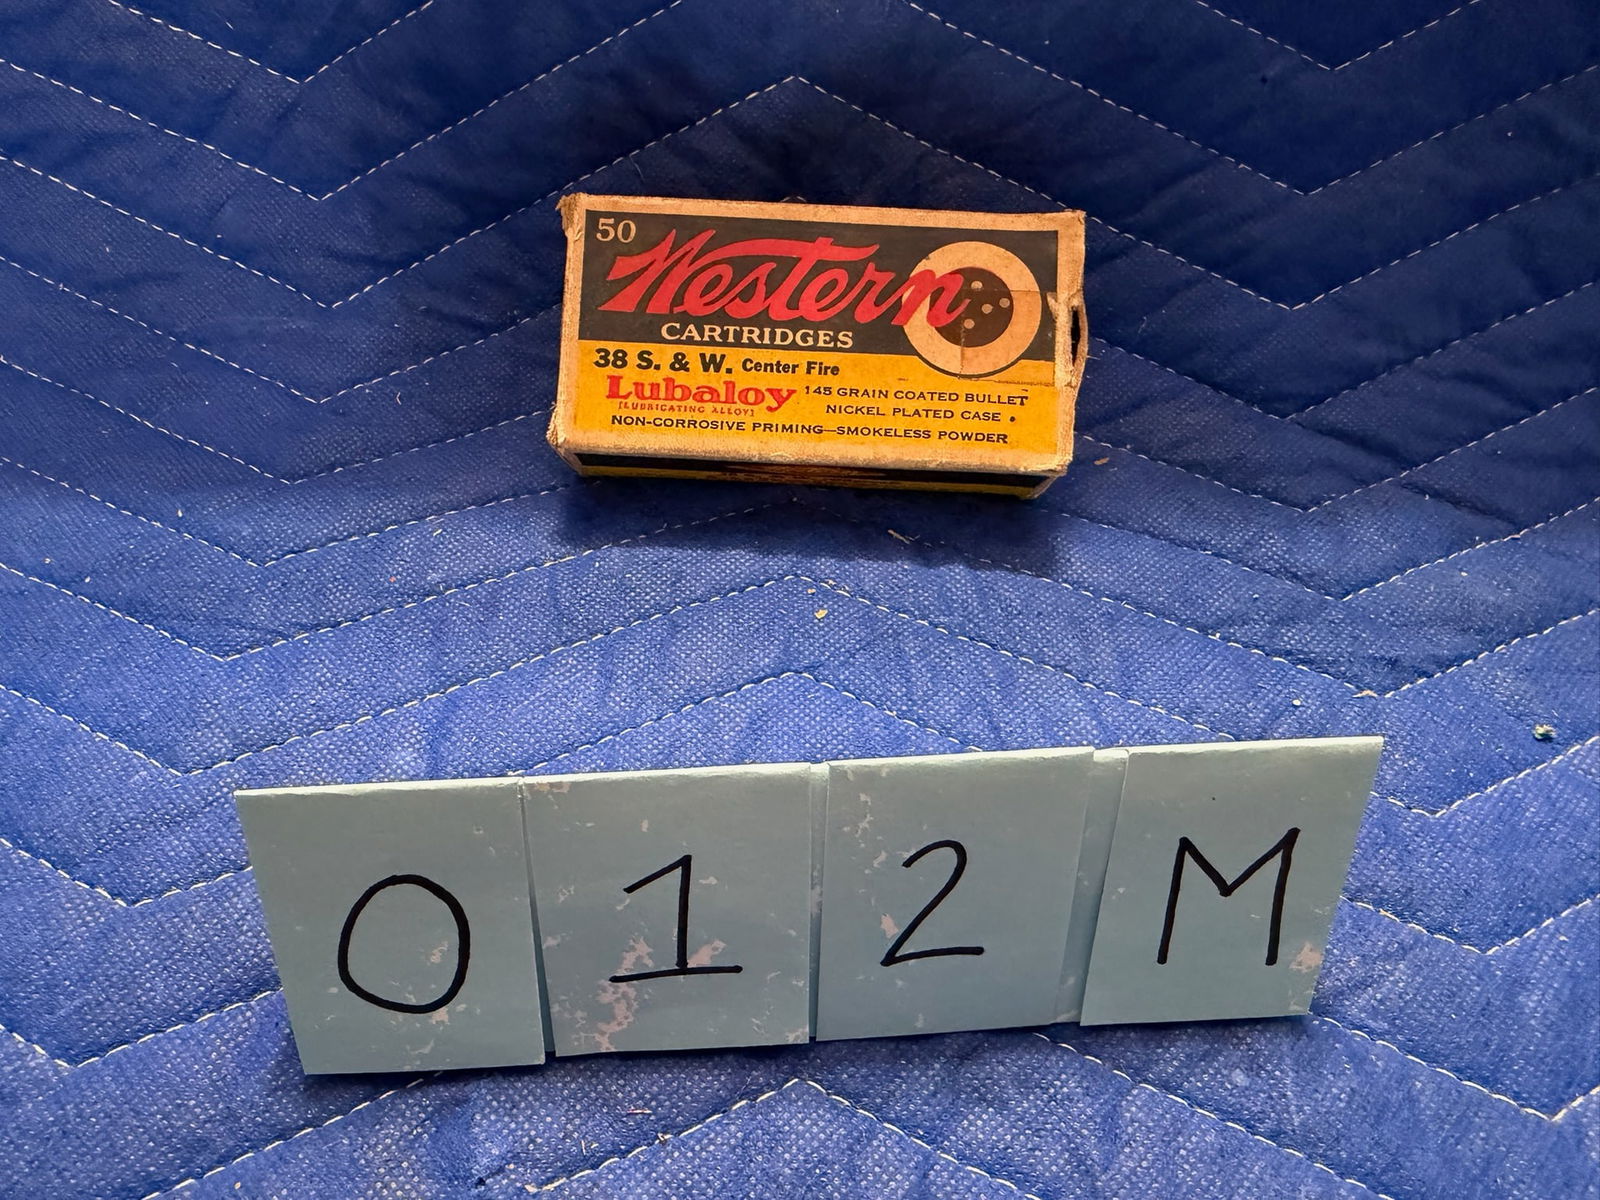 50
Western
CARTRIDGES
38 S. & W. Center Fire
Lubaloy 145 GRAIN COATED BULLET
[LUBRICATING ALLOY] NICKEL PLATED CASE •
NON-CORROSIVE PRIMING—SMOKELESS POWDER
0 1 2 M